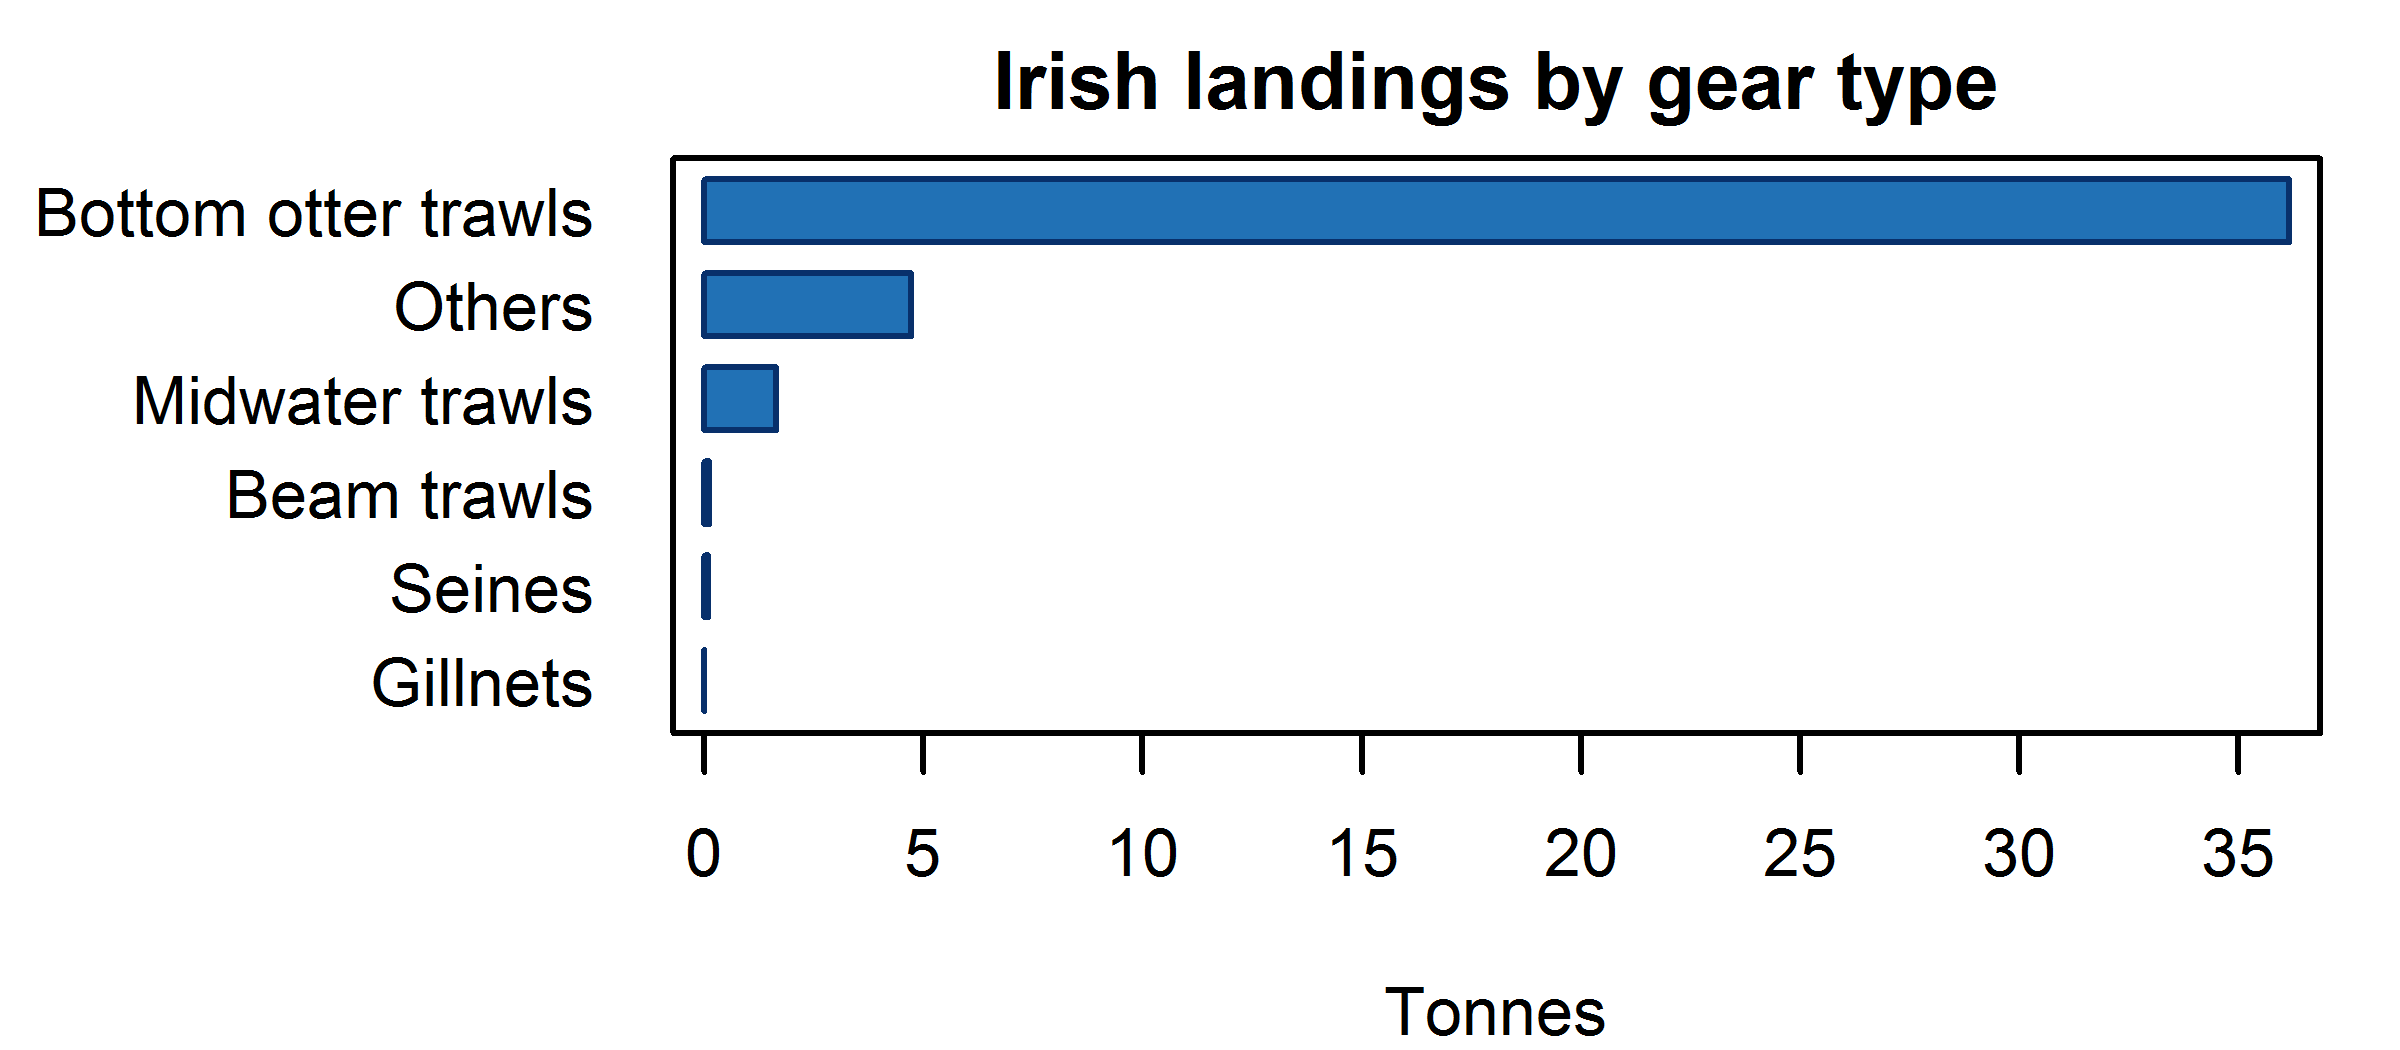 Irish landings by gear type
Bottom otter trawls
Others
Midwater trawls
Beam trawls
Seines
Gillnets
0 5 10 15 20 25 30 35
Tonnes